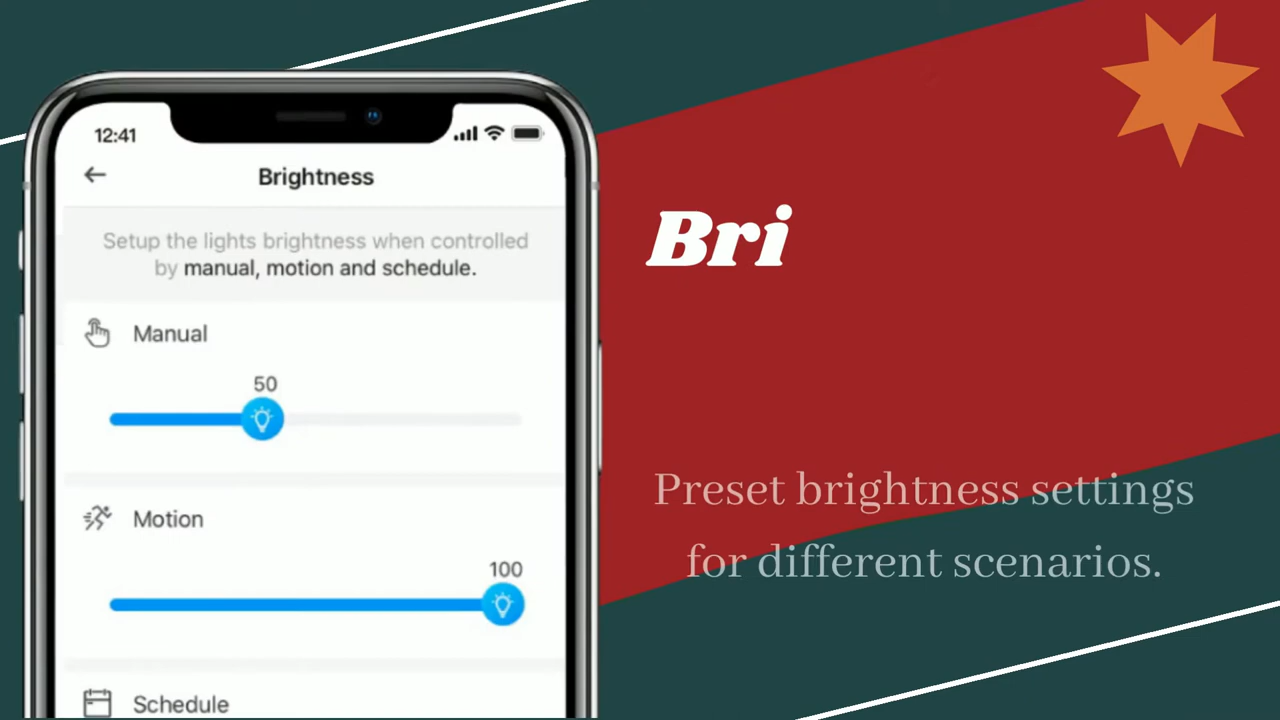 12:41
Brightness
Setup the lights brightness when controlled
by manual, motion and schedule.
Manual
50
Motion
100
Schedule
Bri
Preset brightness settings
for different scenarios.